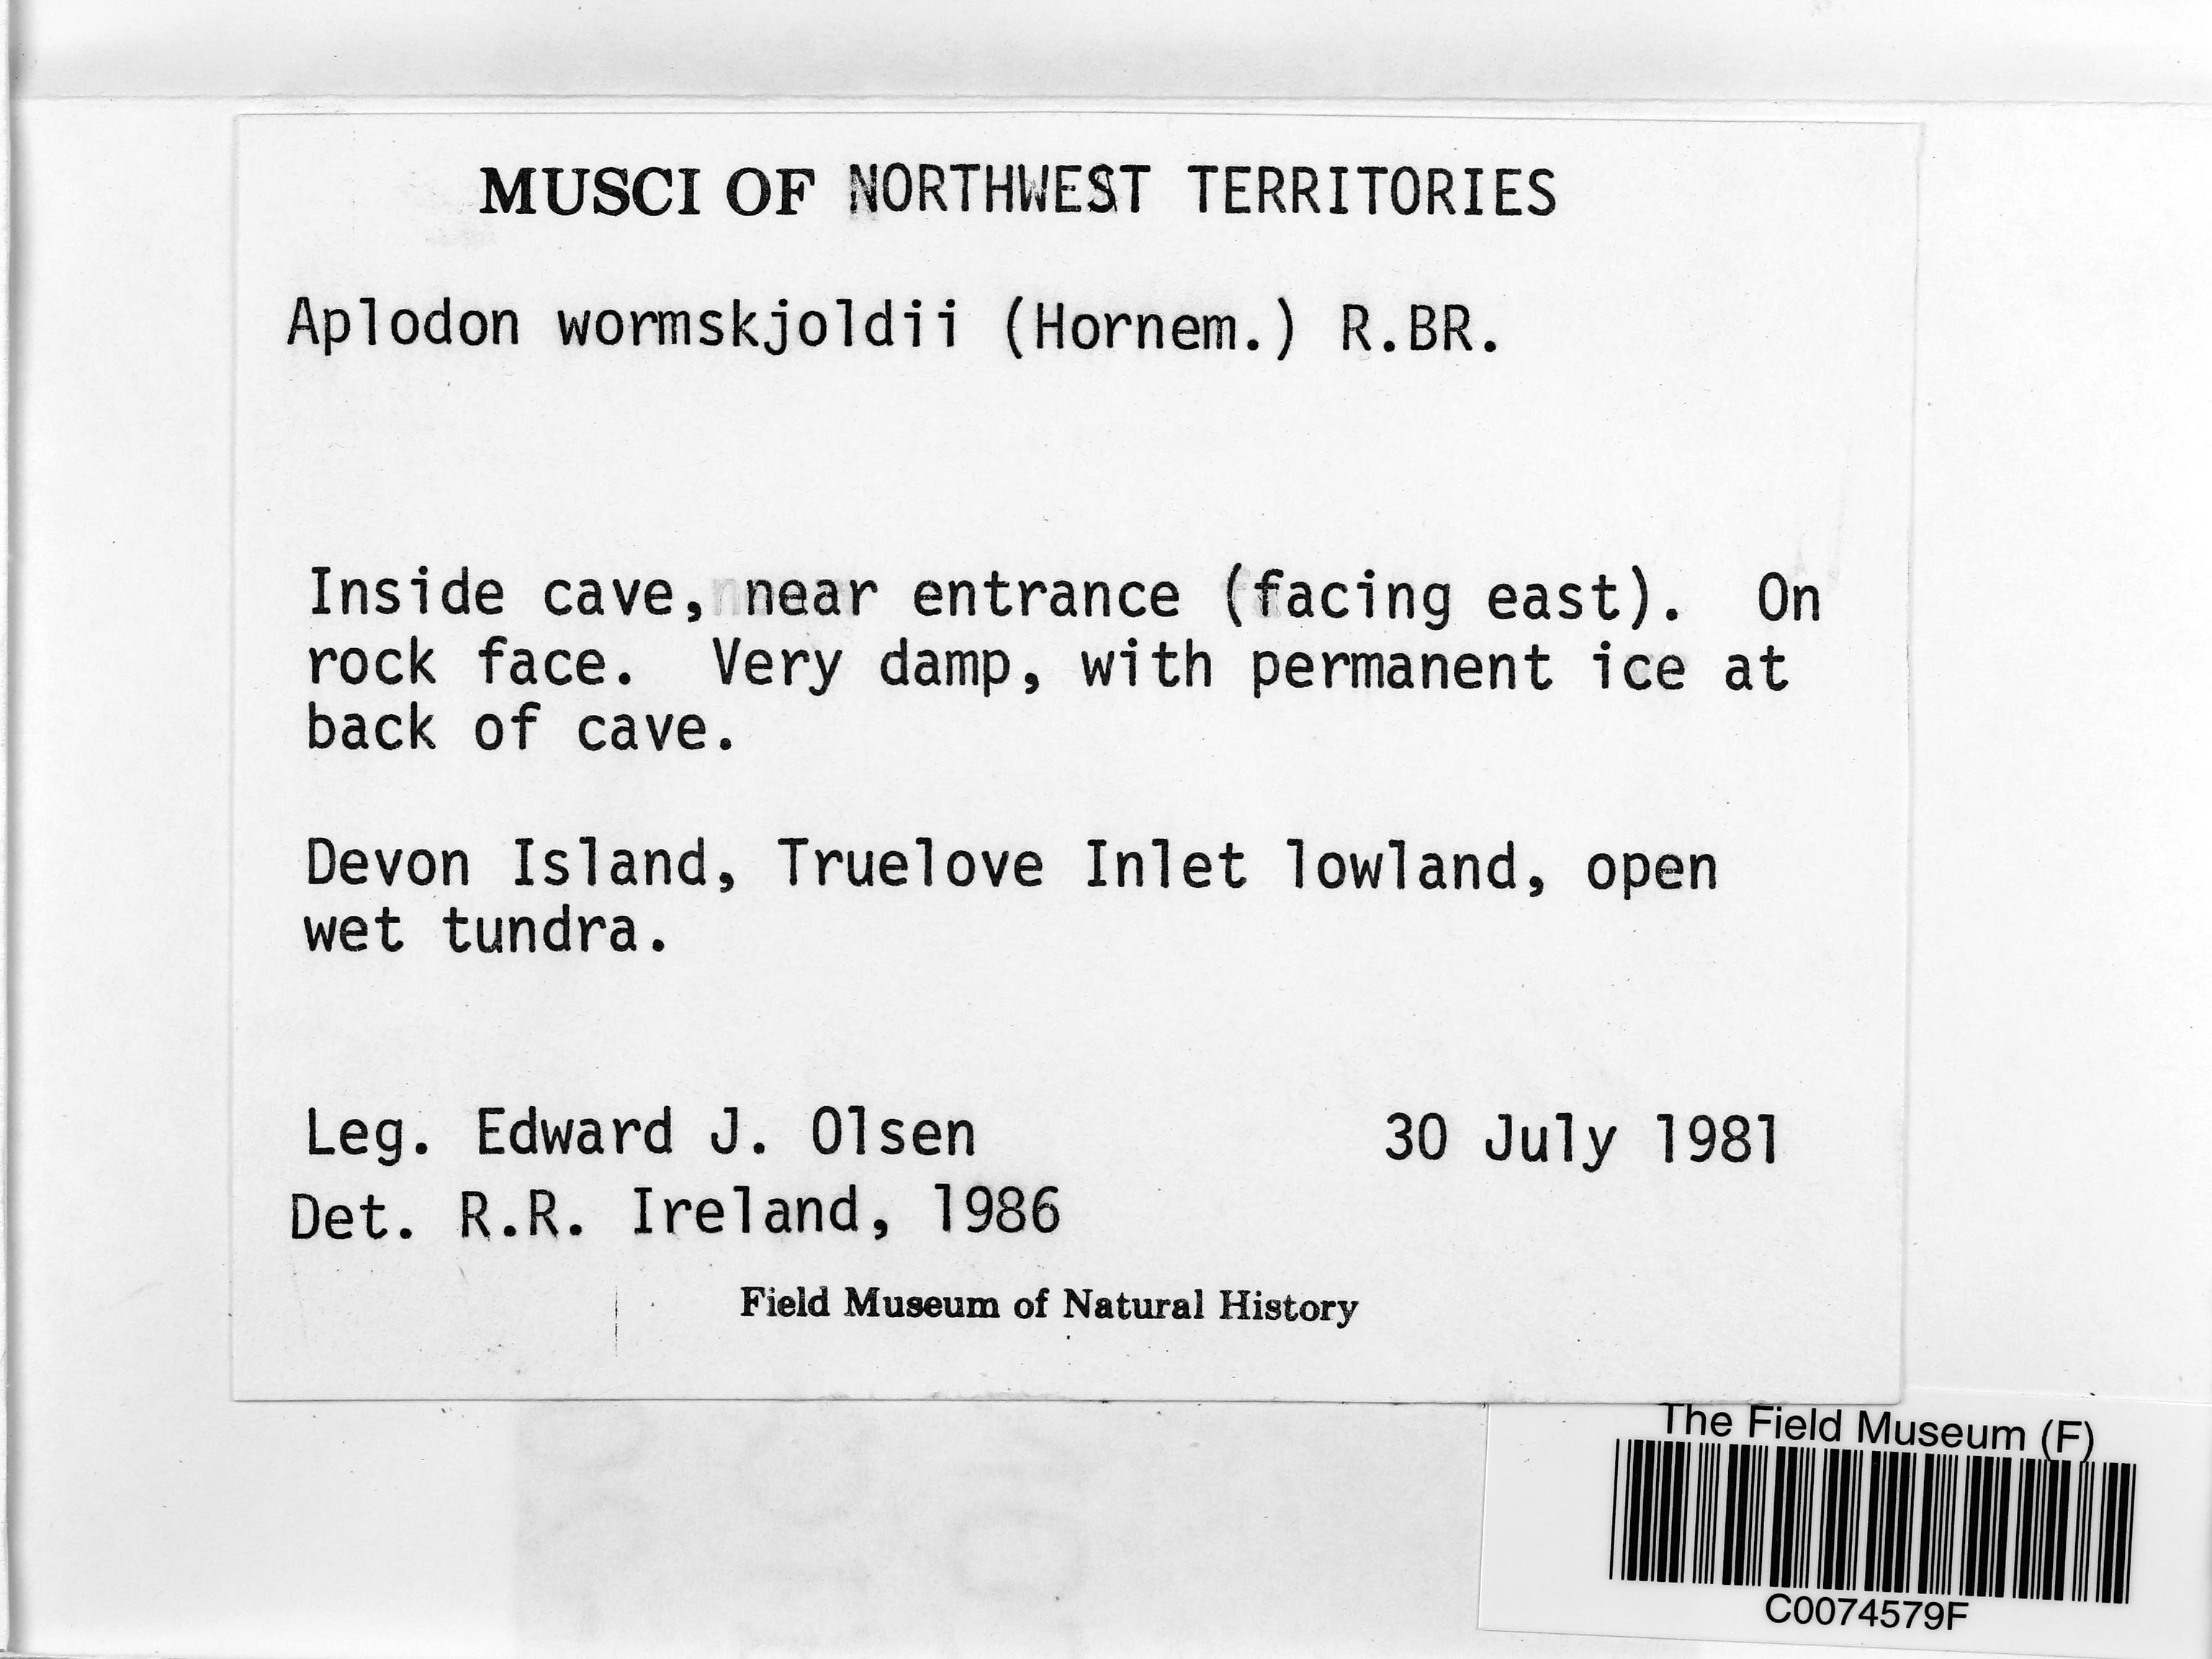 MUSCI OF NORTHWEST TERRITORIES
Aplodon wormskjoldii (Hornem.) R.BR.
Inside cave, near entrance (facing east). On
rock face. Very damp, with permanent ice at
back of cave.
Devon Island, Truelove Inlet lowland, open
wet tundra.
Leg. Edward J. Olsen 30 July 1981
Det. R.R. Ireland, 1986
Field Museum of Natural History
The Field Museum (F)
C0074579F